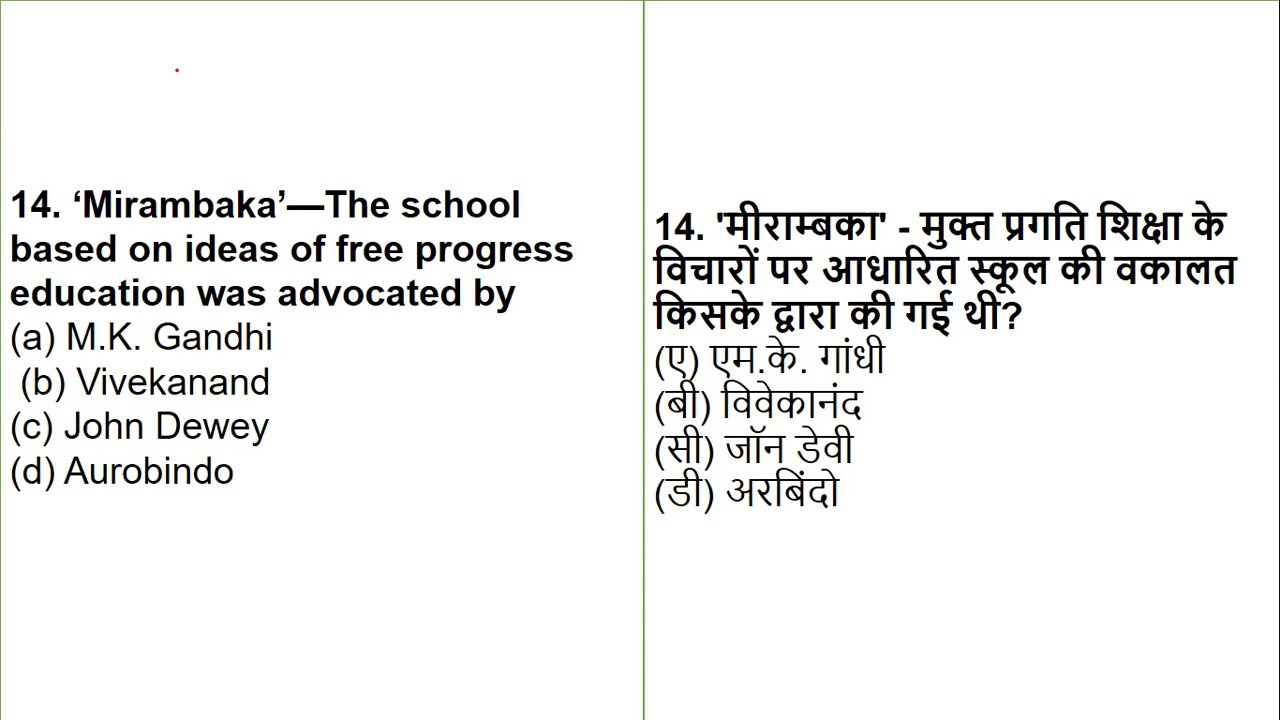 14. ‘Mirambaka’—The school
based on ideas of free progress
education was advocated by
(a) M.K. Gandhi
(b) Vivekanand
(c) John Dewey
(d) Aurobindo
14. 'मीराम्बका' - मुक्त प्रगति शिक्षा के
विचारों पर आधारित स्कूल की वकालत
किसके द्वारा की गई थी?
(ए) एम.के. गांधी
(बी) विवेकानंद
(सी) जॉन डेवी
(डी) अरबिंदो